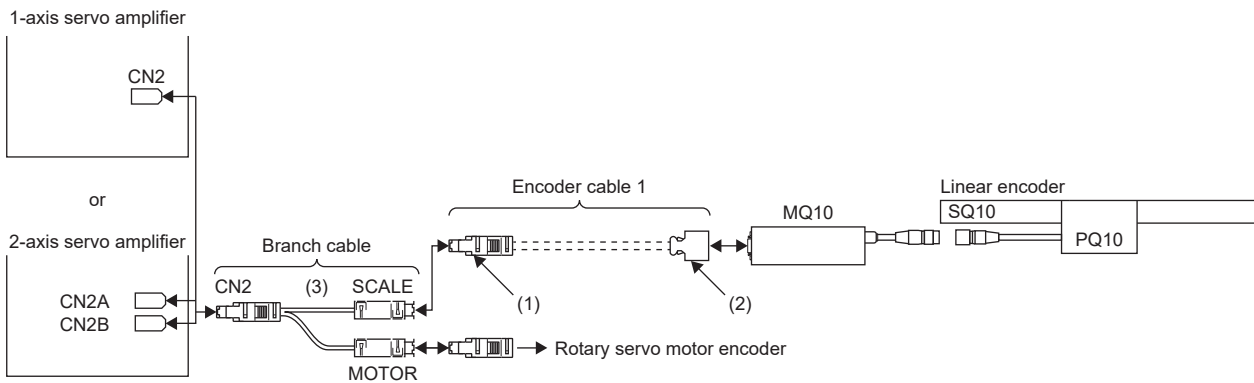 1-axis servo amplifier
CN2
or
2-axis servo amplifier
CN2A
CN2B
Branch cable
CN2
(3)
SCALE
MOTOR
Encoder cable 1
(1)
(2)
MQ10
Linear encoder
SQ10
PQ10
Rotary servo motor encoder